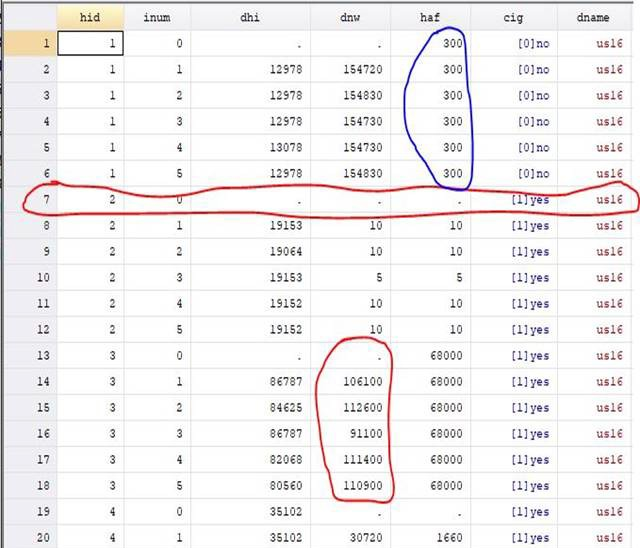 hid inum dhi dnw haf cig dname
1 1 0 . . 300 [0]no us16
2 1 1 12978 154720 300 [0]no us16
3 1 2 12978 154830 300 [0]no us16
4 1 3 12978 154730 300 [0]no us16
5 1 4 13078 154730 300 [0]no us16
6 1 5 12978 154830 300 [0]no us16
7 2 0 . . . [1]yes us16
8 2 1 19153 10 10 [1]yes us16
9 2 2 19064 10 10 [1]yes us16
10 2 3 19153 5 5 [1]yes us16
11 2 4 19152 10 10 [1]yes us16
12 2 5 19152 10 10 [1]yes us16
13 3 0 . . 68000 [1]yes us16
14 3 1 86787 106100 68000 [1]yes us16
15 3 2 84625 112600 68000 [1]yes us16
16 3 3 86787 91100 68000 [1]yes us16
17 3 4 82068 111400 68000 [1]yes us16
18 3 5 80560 110900 68000 [1]yes us16
19 4 0 35102 . . [1]yes us16
20 4 1 35102 30720 1660 [1]yes us16